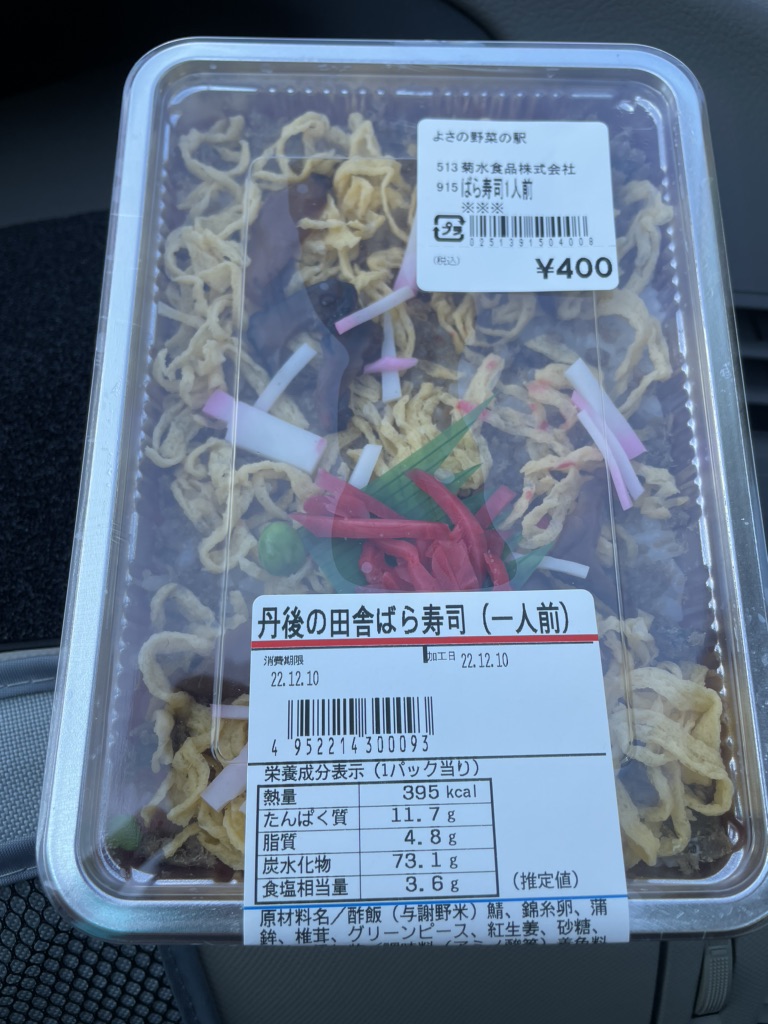 よさの野菜の駅
513 菊水食品株式会社
915 ばら寿司1人前
※※※
0251391504008
(税込)
¥400
丹後の田舎ばら寿司（一人前）
消費期限 加工日 22.12.10
22.12.10
4 952214300093
栄養成分表示（1パック当り）
熱量 395 kcal
たんぱく質 11.7 g
脂質 4.8 g
炭水化物 73.1 g
食塩相当量 3.6 g （推定値）
原材料名／酢飯（与謝野米）鯖、錦糸卵、蒲
鉾、椎茸、グリーンピース、紅生姜、砂糖、